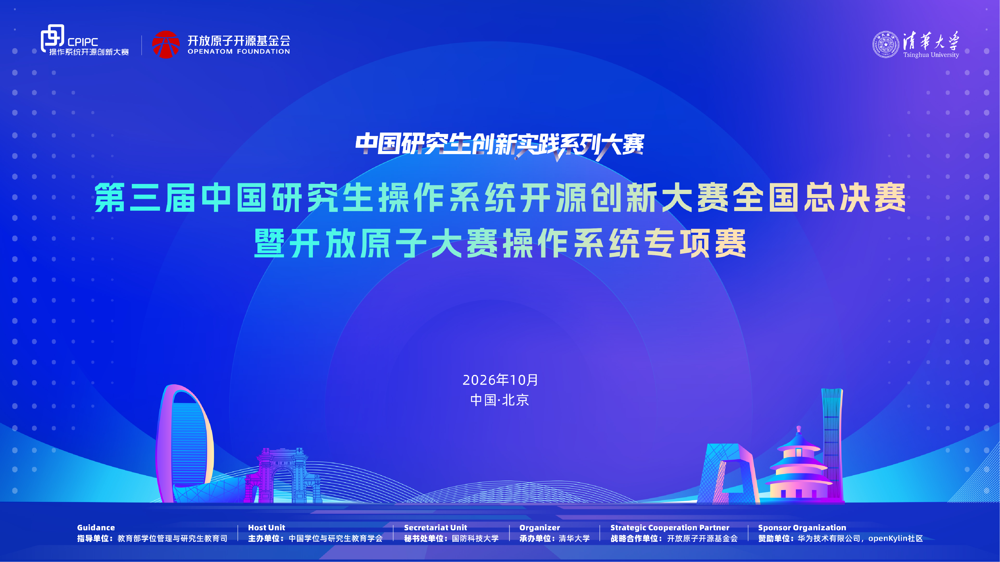 CPIPC
操作系统开源创新大赛
开放原子开源基金会
OPENATOM FOUNDATION
清华大学
Tsinghua University
中国研究生创新实践系列大赛
第三届中国研究生操作系统开源创新大赛全国总决赛
暨开放原子大赛操作系统专项赛
2026年10月
中国·北京
Guidance
指导单位：教育部学位管理与研究生教育司
Host Unit
主办单位：中国学位与研究生教育学会
Secretariat Unit
秘书处单位：国防科技大学
Organizer
承办单位：清华大学
Strategic Cooperation Partner
战略合作单位：开放原子开源基金会
Sponsor Organization
赞助单位：华为技术有限公司，openKylin社区